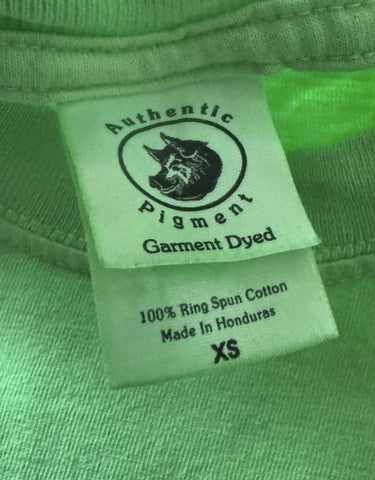 Authentic
Pigment
Garment Dyed
100% Ring Spun Cotton
Made In Honduras
XS